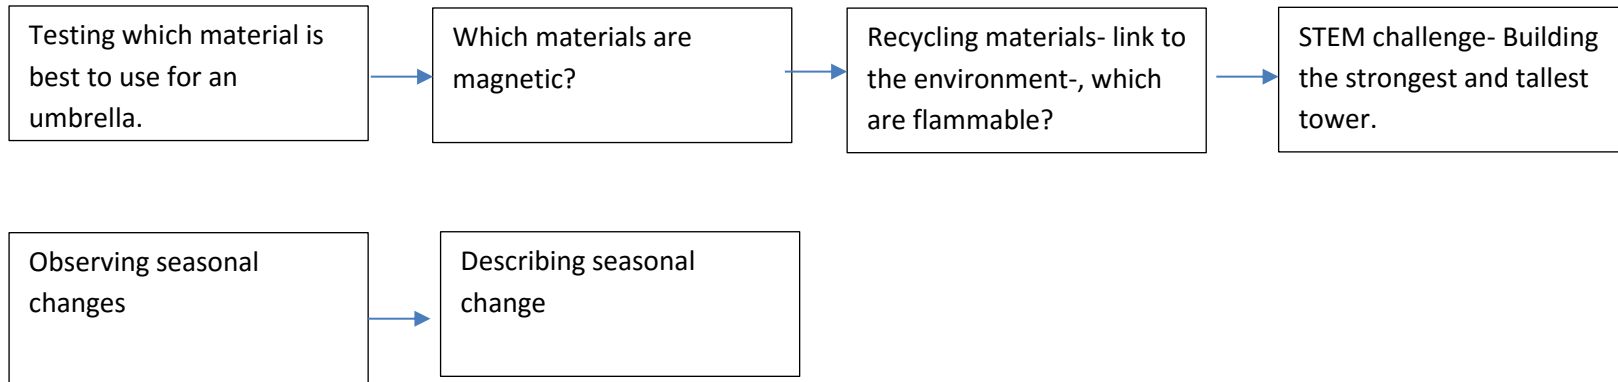 Testing which material is
best to use for an
umbrella.
Which materials are
magnetic?
Recycling materials- link to
the environment-, which
are flammable?
STEM challenge- Building
the strongest and tallest
tower.
Observing seasonal
changes
Describing seasonal
change